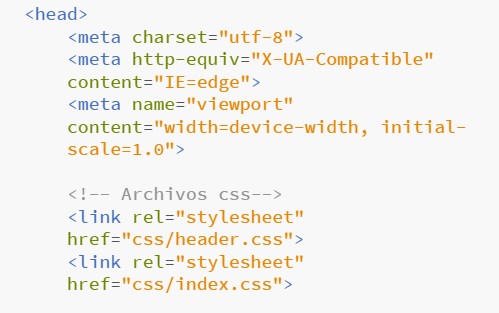 <head>
<meta charset="utf-8">
<meta http-equiv="X-UA-Compatible"
content="IE=edge">
<meta name="viewport"
content="width=device-width, initial-
scale=1.0">
<!-- Archivos css-->
<link rel="stylesheet"
href="css/header.css">
<link rel="stylesheet"
href="css/index.css">